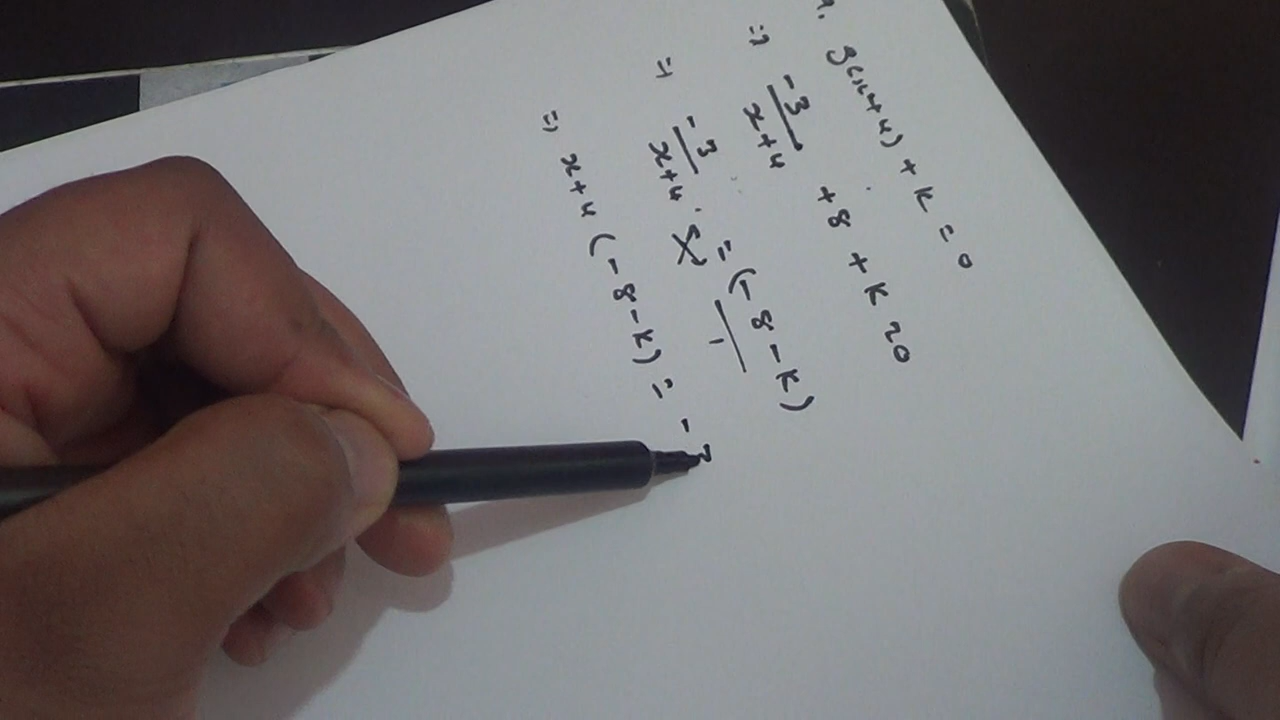 3(x+4) + k = 0
=> -3/x+4 + 8 + k = 0
=> -3/x+4 = (-8-k)/1
=> x+4 (-8-k) = -3